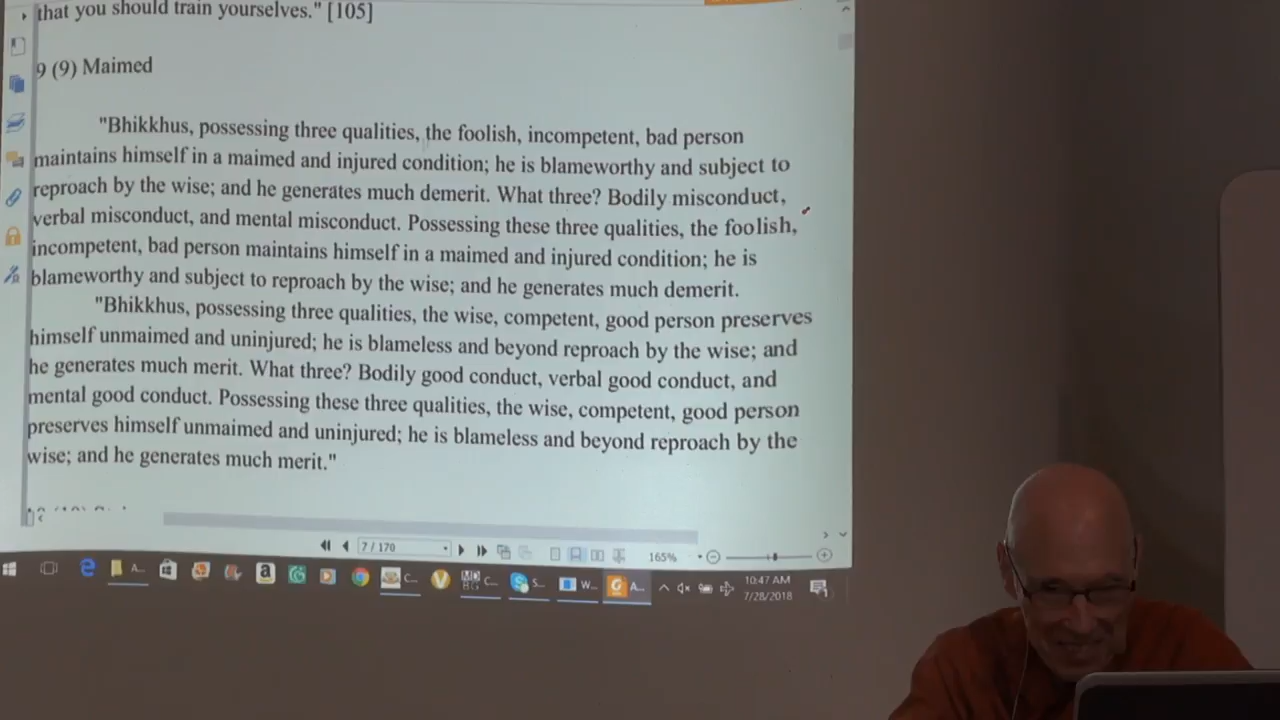 that you should train yourselves." [105]
9 (9) Maimed
"Bhikkhus, possessing three qualities, the foolish, incompetent, bad person
maintains himself in a maimed and injured condition; he is blameworthy and subject to
reproach by the wise; and he generates much demerit. What three? Bodily misconduct,
verbal misconduct, and mental misconduct. Possessing these three qualities, the foolish,
incompetent, bad person maintains himself in a maimed and injured condition; he is
blameworthy and subject to reproach by the wise; and he generates much demerit.
"Bhikkhus, possessing three qualities, the wise, competent, good person preserves
himself unmaimed and uninjured; he is blameless and beyond reproach by the wise; and
he generates much merit. What three? Bodily good conduct, verbal good conduct, and
mental good conduct. Possessing these three qualities, the wise, competent, good person
preserves himself unmaimed and uninjured; he is blameless and beyond reproach by the
wise; and he generates much merit."
7 / 170
165%
A...
C...
C...
S...
W...
A...
10:47 AM
7/28/2018